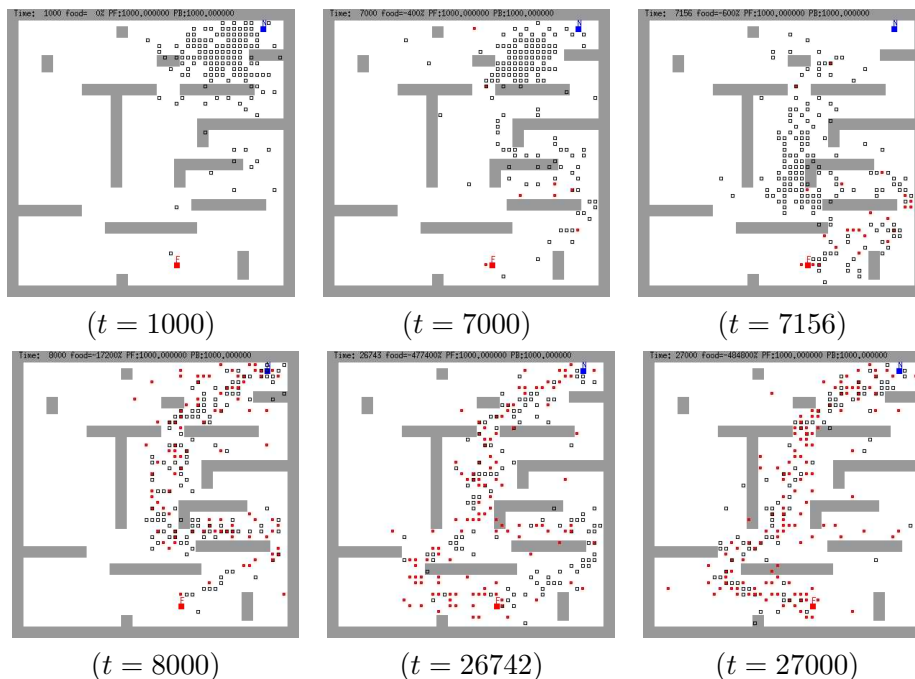 Time: 1000 food= 0% PF:1000,000000 PB:1000,000000
N
F
Time: 7000 food=-400% PF:1000,000000 PB:1000,000000
N
F
Time: 7156 food=-600% PF:1000,000000 PB:1000,000000
N
F
(t = 1000)
(t = 7000)
(t = 7156)
Time: 8000 food=-17200% PF:1000,000000 PB:1000,000000
N
F
Time: 26743 food=-477400% PF:1000,000000 PB:1000,000000
N
F
Time: 27000 food=-484800% PF:1000,000000 PB:1000,000000
N
F
(t = 8000)
(t = 26742)
(t = 27000)